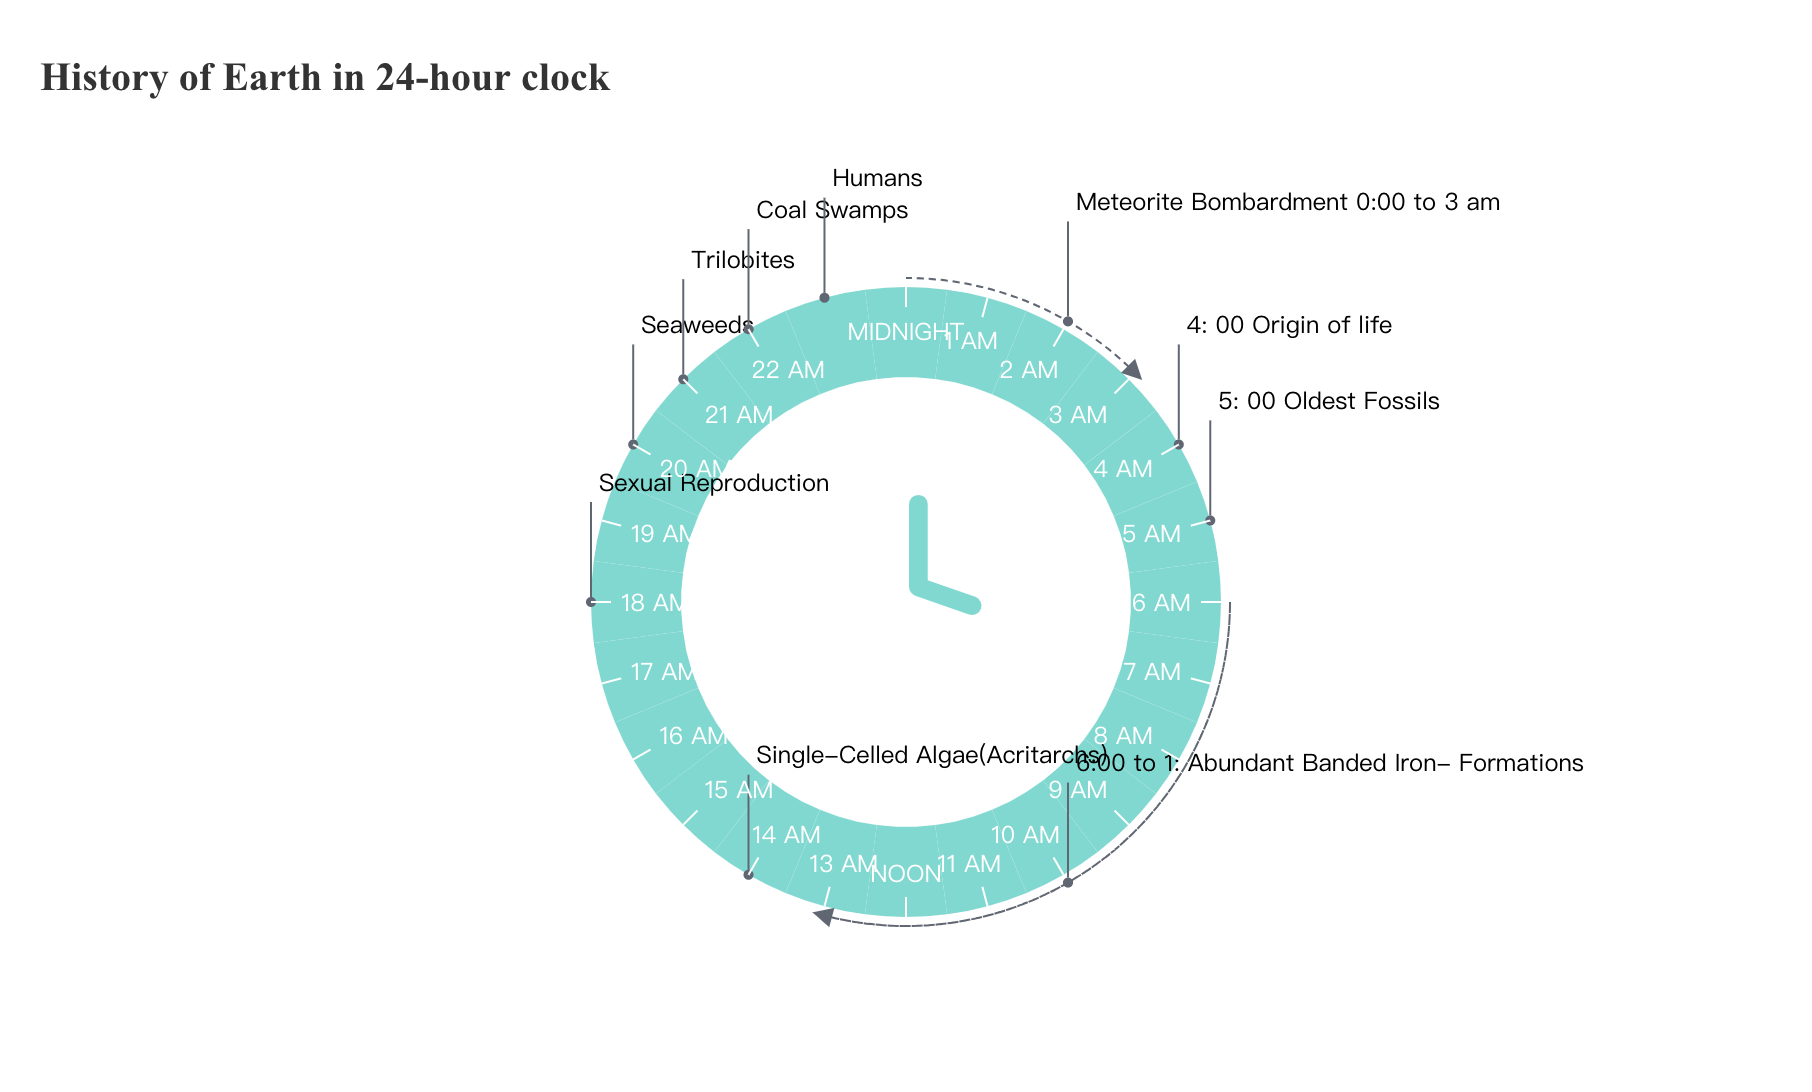 History of Earth in 24-hour clock
Humans
Meteorite Bombardment 0:00 to 3 am
Coal Swamps
Trilobites
Seaweeds
4: 00 Origin of life
5: 00 Oldest Fossils
Sexuai Reproduction
MIDNIGHT
1 AM
2 AM
3 AM
4 AM
5 AM
6 AM
7 AM
8 AM
9 AM
10 AM
11 AM
NOON
13 AM
14 AM
15 AM
16 AM
17 AM
18 AM
19 AM
20 AM
21 AM
22 AM
Single-Celled Algae(Acritarchs)
6:00 to 1: Abundant Banded Iron- Formations